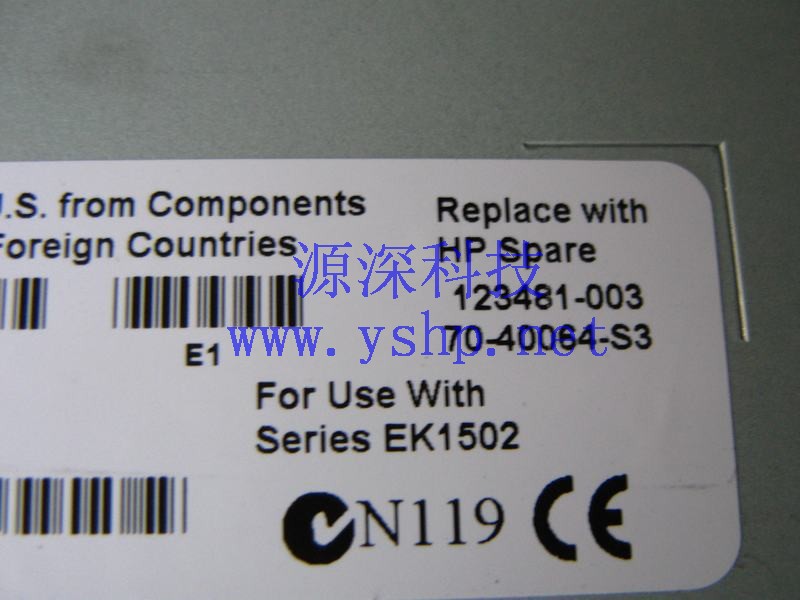 .S. from Components
Foreign Countries
Replace with
HP Spare
123481-003
70-40064-S3
E1
For Use With
Series EK1502
N119 CE
源深科技
www.yshp.net